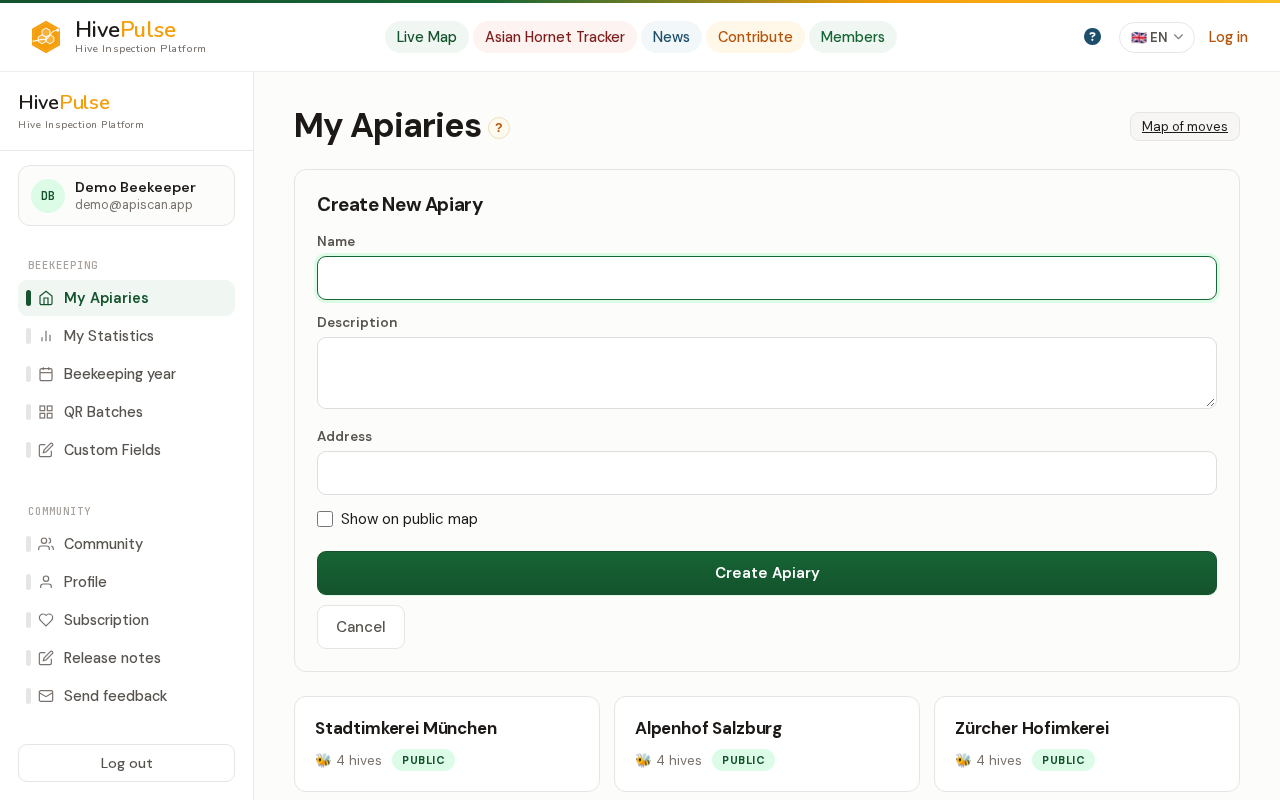 HivePulse
Hive Inspection Platform
Live Map
Asian Hornet Tracker
News
Contribute
Members
?
EN
Log in
HivePulse
Hive Inspection Platform
DB
Demo Beekeeper
demo@apiscan.app
BEEKEEPING
My Apiaries
My Statistics
Beekeeping year
QR Batches
Custom Fields
COMMUNITY
Community
Profile
Subscription
Release notes
Send feedback
Log out
My Apiaries ?
Map of moves
Create New Apiary
Name
Description
Address
Show on public map
Create Apiary
Cancel
Stadtimkerei München
4 hives PUBLIC
Alpenhof Salzburg
4 hives PUBLIC
Zürcher Hofimkerei
4 hives PUBLIC